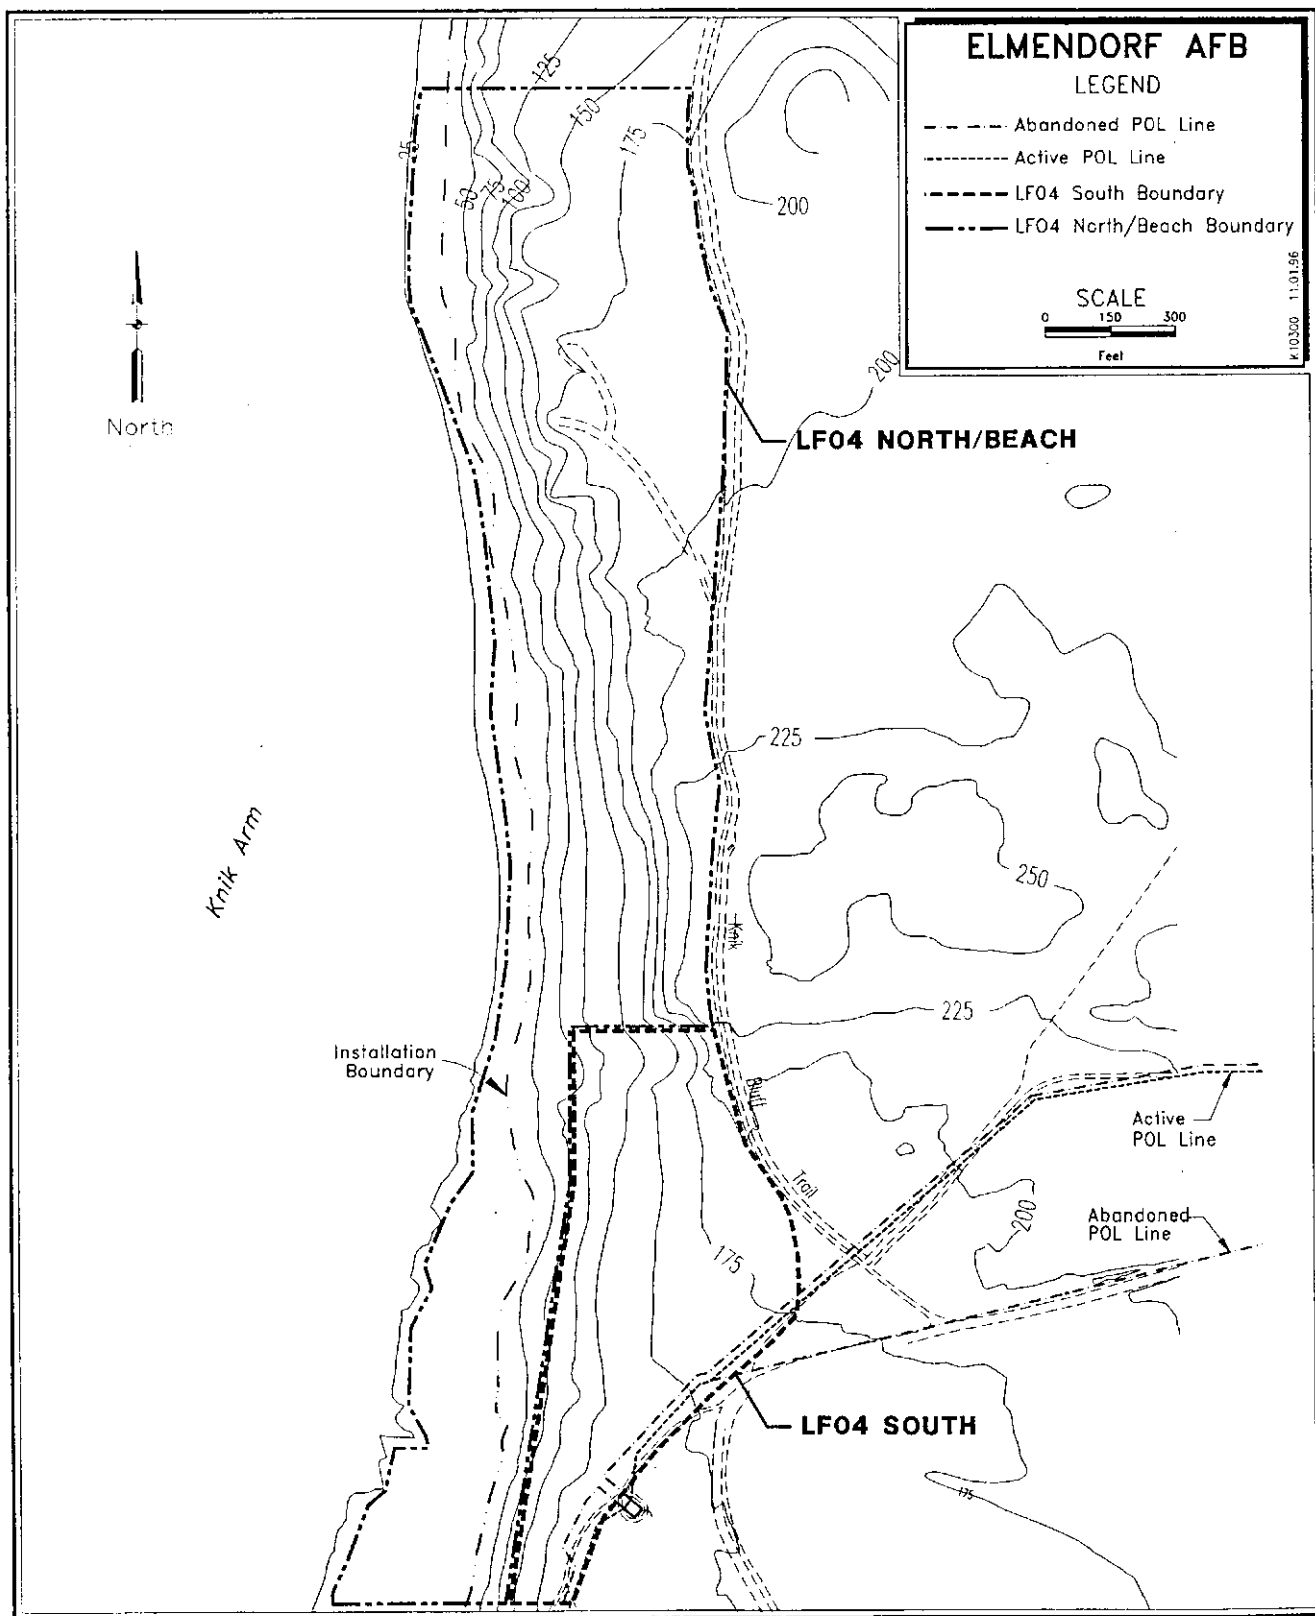 ELMENDORF AFB
LEGEND
Abandoned POL Line
Active POL Line
LF04 South Boundary
LF04 North/Beach Boundary
SCALE
0 150 300
Feet
K10300 11.01.96
125
150
175
25
50
75
100
200
North
200
LF04 NORTH/BEACH
225
Knik Arm
250
Knik
225
Installation
Boundary
Bluff
Active
POL Line
Trail
200
Abandoned
POL Line
175
LF04 SOUTH
175